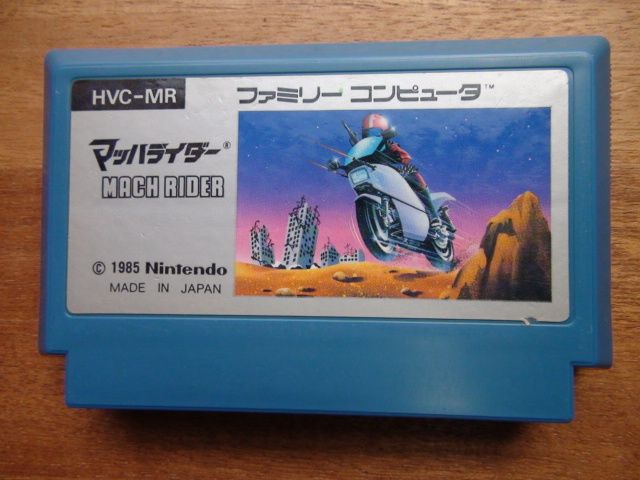 HVC-MR
ファミリー コンピュータ™
マッハライダー®
MACH RIDER
© 1985 Nintendo
MADE IN JAPAN